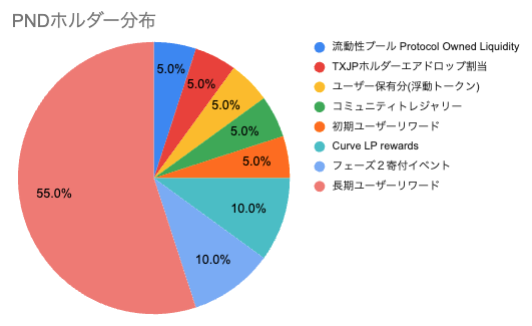 PNDホルダー分布
流動性プール Protocol Owned Liquidity
TXJPホルダーエアドロップ割当
ユーザー保有分(浮動トークン)
コミュニティトレジャリー
初期ユーザーリワード
Curve LP rewards
フェーズ２寄付イベント
長期ユーザーリワード
5.0%
5.0%
5.0%
5.0%
5.0%
10.0%
10.0%
55.0%